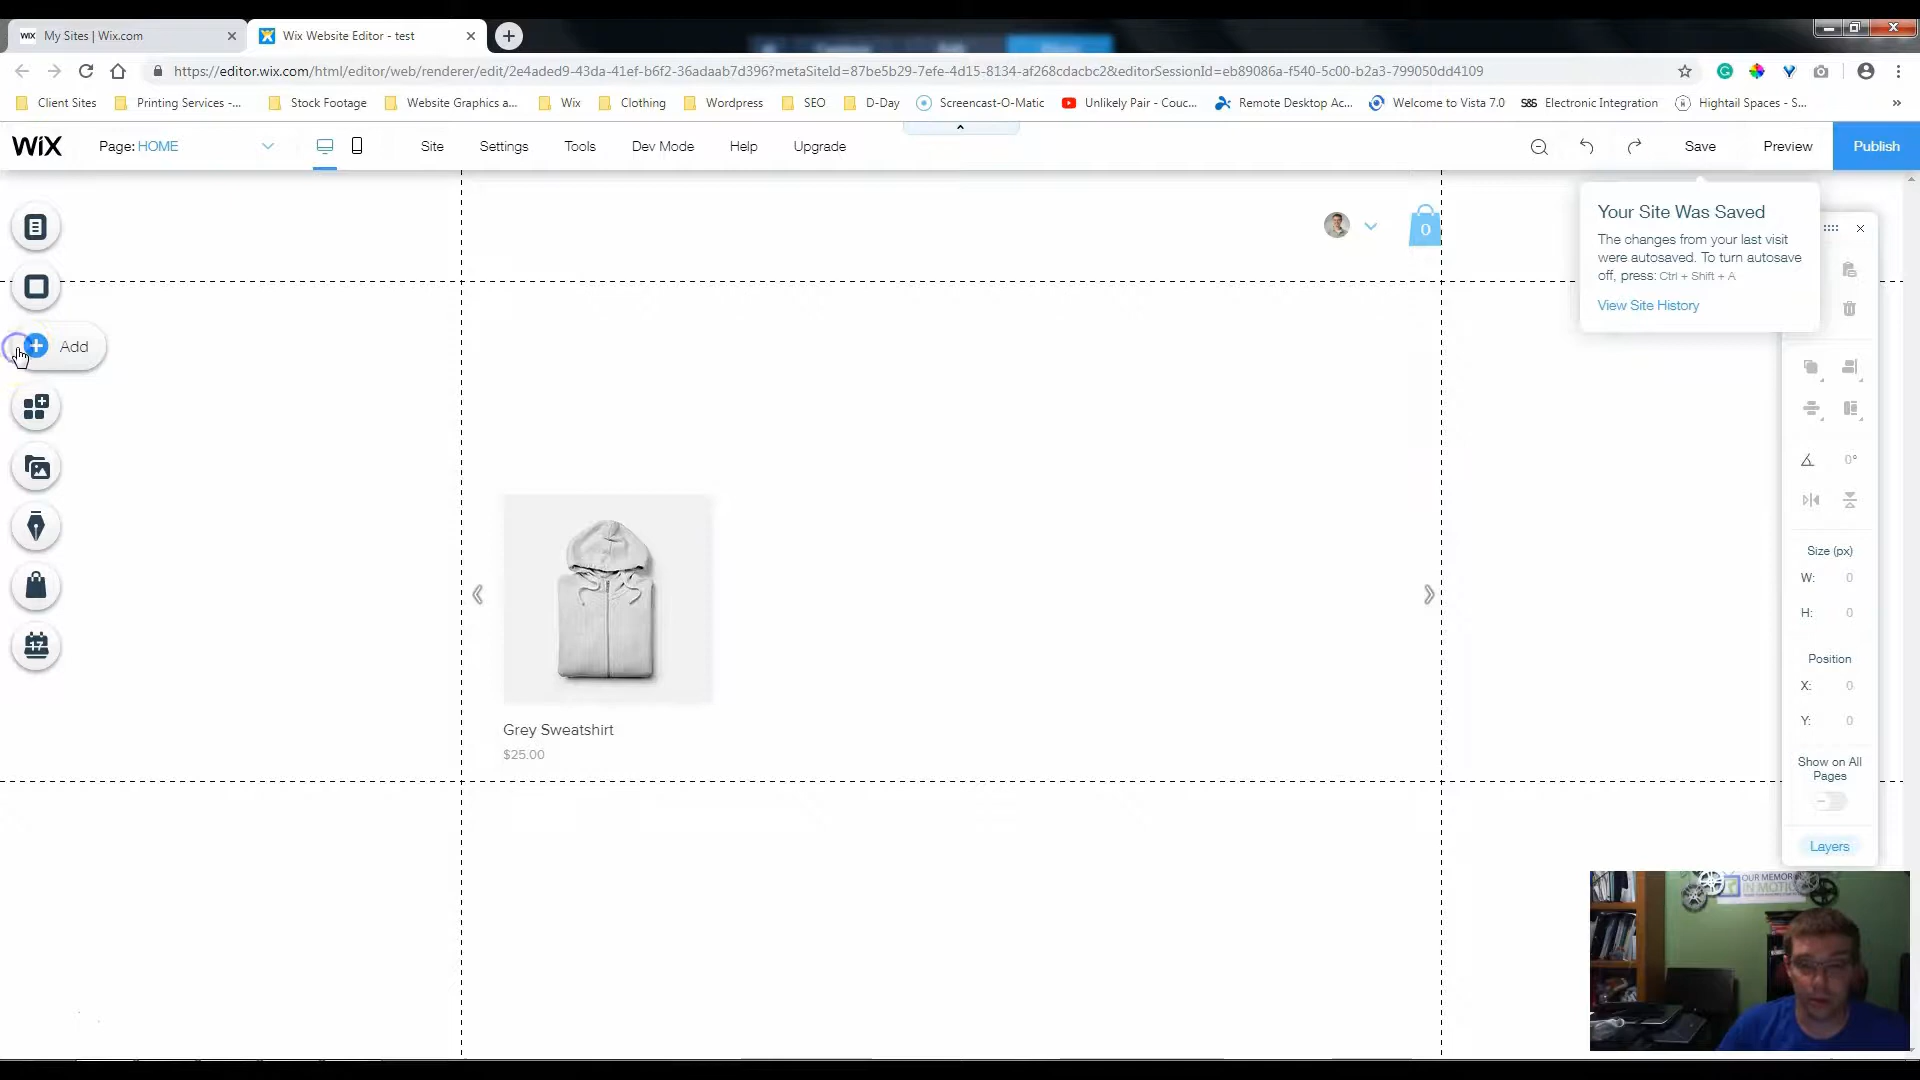 WIX My Sites | Wix.com
Wix Website Editor - test
https://editor.wix.com/html/editor/web/renderer/edit/2e4aded9-43da-41ef-b6f2-36adaab7d396?metaSiteId=87be5b29-7efe-4d15-8134-af268cdacbc2&editorSessionId=eb89086a-f540-5c00-b2a3-799050dd4109
Client Sites
Printing Services -...
Stock Footage
Website Graphics a...
Wix
Clothing
Wordpress
SEO
D-Day
Screencast-O-Matic
Unlikely Pair - Couc...
Remote Desktop Ac...
Welcome to Vista 7.0
S&S Electronic Integration
Hightail Spaces - S...
WiX
Page: HOME
Site
Settings
Tools
Dev Mode
Help
Upgrade
Save
Preview
Publish
Your Site Was Saved
The changes from your last visit
were autosaved. To turn autosave
off, press: Ctrl + Shift + A
View Site History
0
Add
17
0°
Size (px)
W: 0
H: 0
Position
X: 0
Y: 0
Show on All
Pages
Layers
Grey Sweatshirt
$25.00
OUR MEMOR
IN MOTIO